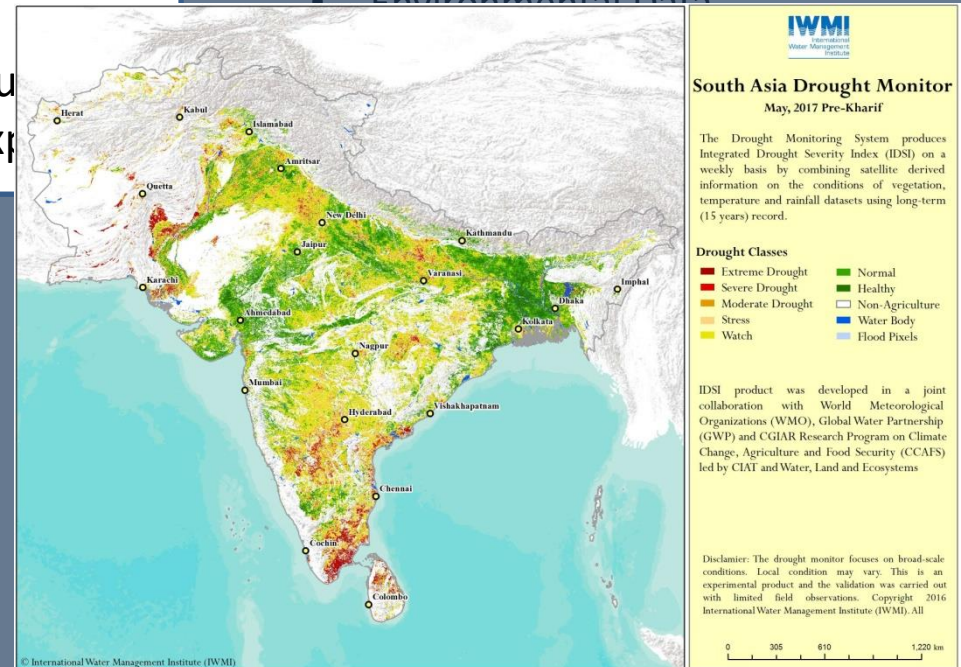 IWMI
International
Water Management
Institute
South Asia Drought Monitor
May, 2017 Pre-Kharif
The Drought Monitoring System produces
Integrated Drought Severity Index (IDSI) on a
weekly basis by combining satellite derived
information on the conditions of vegetation,
temperature and rainfall datasets using long-term
(15 years) record.
Drought Classes
Extreme Drought
Severe Drought
Moderate Drought
Stress
Watch
Normal
Healthy
Non-Agriculture
Water Body
Flood Pixels
IDSI product was developed in a joint
collaboration with World Meteorological
Organizations (WMO), Global Water Partnership
(GWP) and CGIAR Research Program on Climate
Change, Agriculture and Food Security (CCAFS)
led by CIAT and Water, Land and Ecosystems
Disclamier: The drought monitor focuses on broad-scale
conditions. Local condition may vary. This is an
experimental product and the validation was carried out
with limited field observations. Copyright 2016
International Water Management Institute (IWMI). All
0 305 610 1,220 km
Herat
Kabul
Islamabad
Amritsar
Quetta
New Delhi
Kathmandu
Jaipur
Varanasi
Karachi
Imphal
Ahmedabad
Dhaka
Kolkata
Nagpur
Mumbai
Hyderabad
Vishakhapatnam
Chennai
Cochin
Colombo
© International Water Management Institute (IWMI)